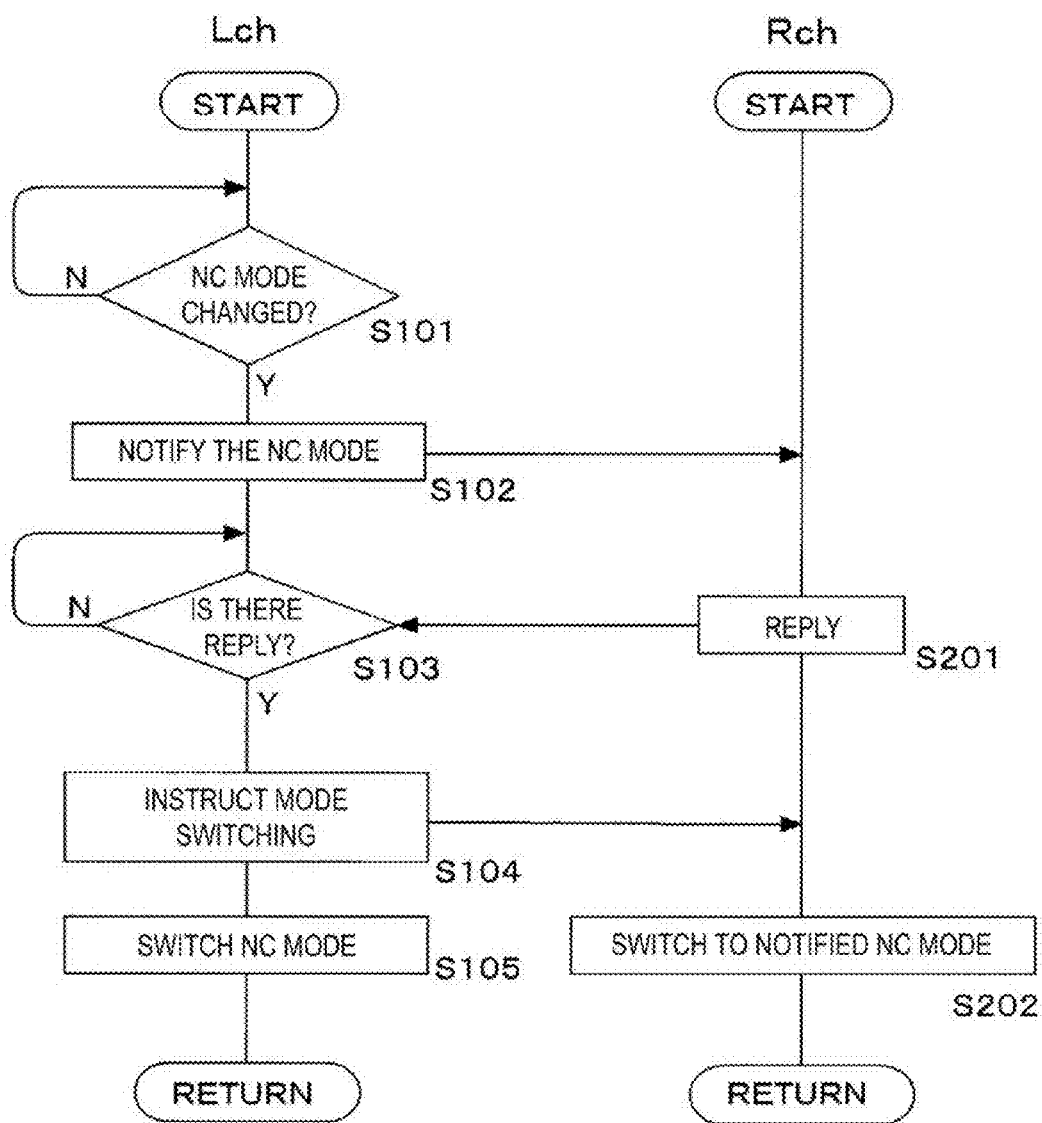 Lch
Rch
START
START
N
NC MODE
CHANGED?
S101
Y
NOTIFY THE NC MODE
S102
N
IS THERE
REPLY?
S103
REPLY
S201
Y
INSTRUCT MODE
SWITCHING
S104
SWITCH NC MODE
S105
SWITCH TO NOTIFIED NC MODE
S202
RETURN
RETURN